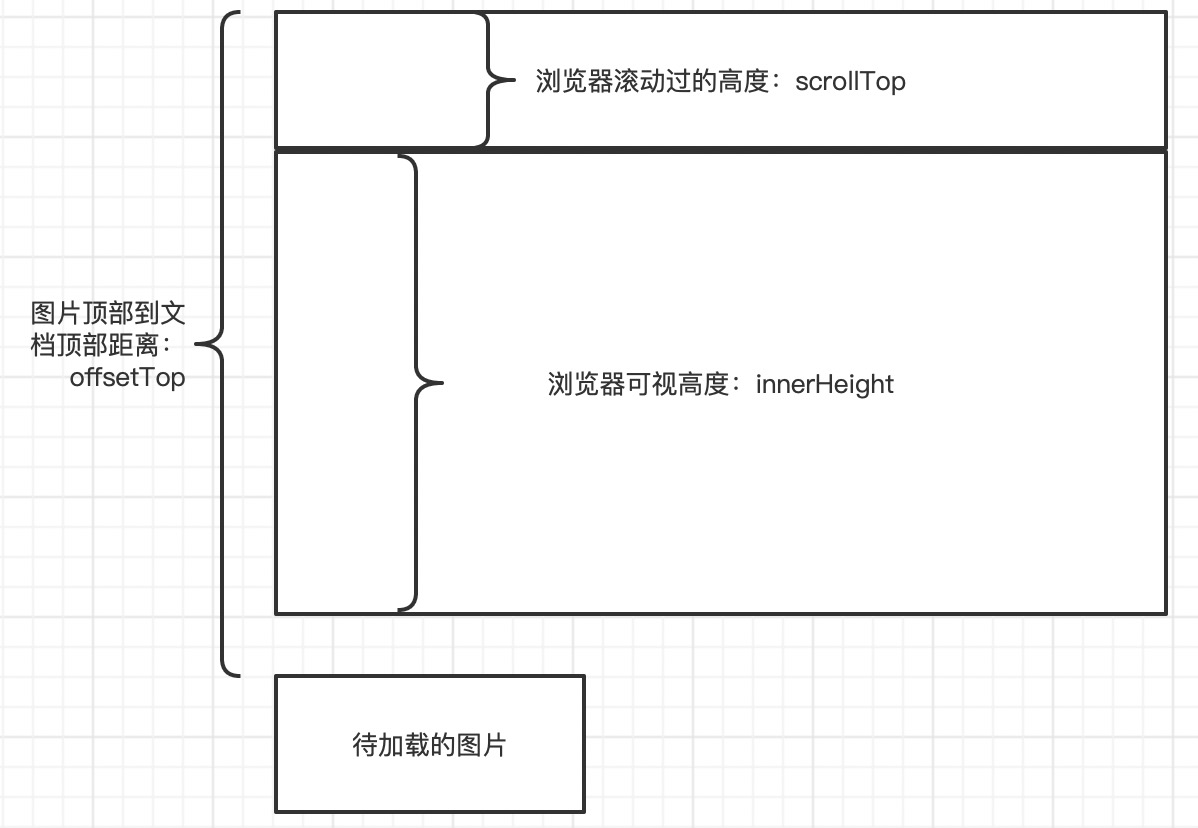 浏览器滚动过的高度：scrollTop
图片顶部到文
档顶部距离：
offsetTop
浏览器可视高度：innerHeight
待加载的图片